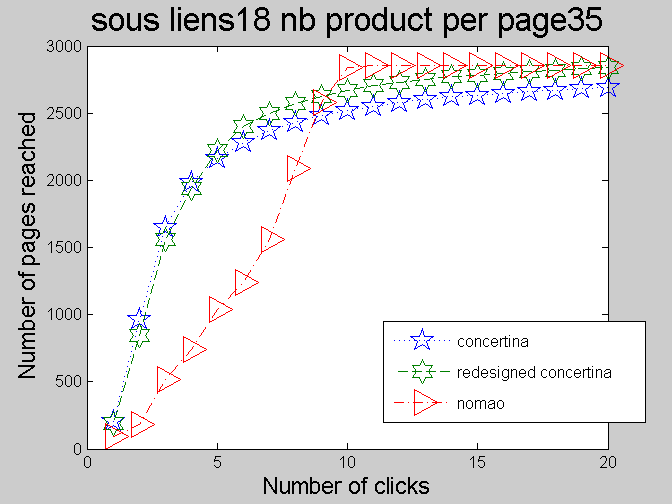 sous liens18 nb product per page35
3000
2500
2000
1500
1000
500
0
Number of pages reached
concertina
redesigned concertina
nomao
0 5 10 15 20
Number of clicks